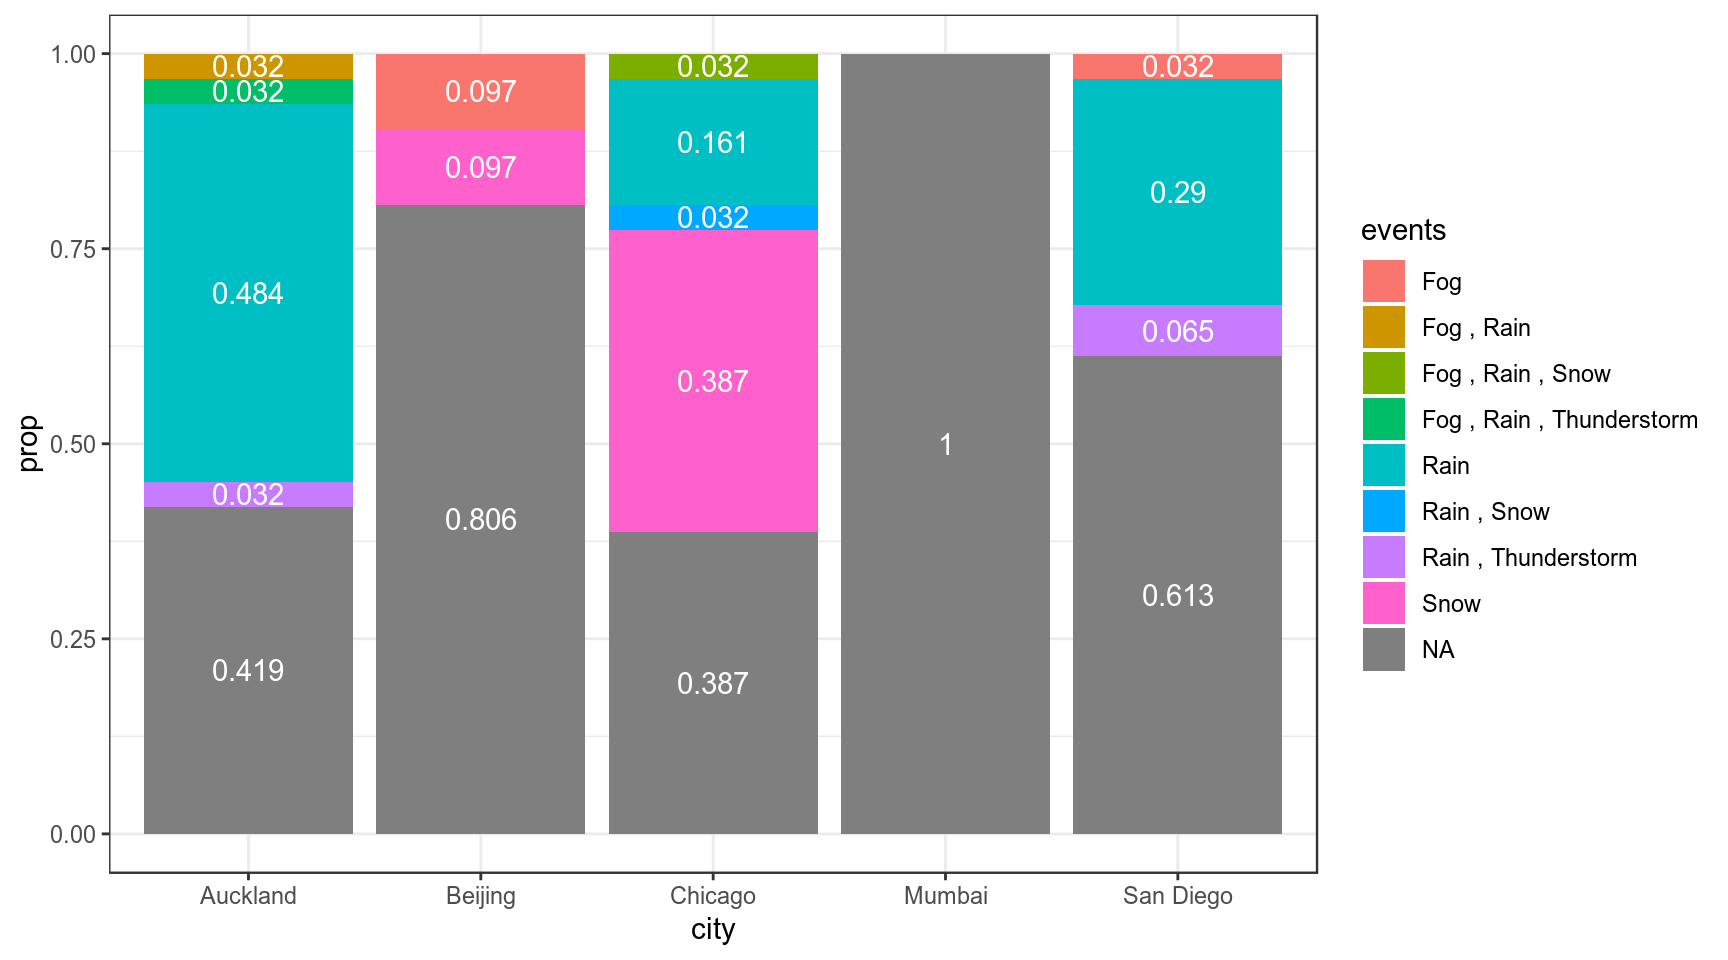 1.00
0.75
0.50
0.25
0.00
prop
0.032
0.032
0.484
0.032
0.419
0.097
0.097
0.806
0.032
0.161
0.032
0.387
0.387
1
0.032
0.29
0.065
0.613
Auckland
Beijing
Chicago
Mumbai
San Diego
city
events
Fog
Fog , Rain
Fog , Rain , Snow
Fog , Rain , Thunderstorm
Rain
Rain , Snow
Rain , Thunderstorm
Snow
NA